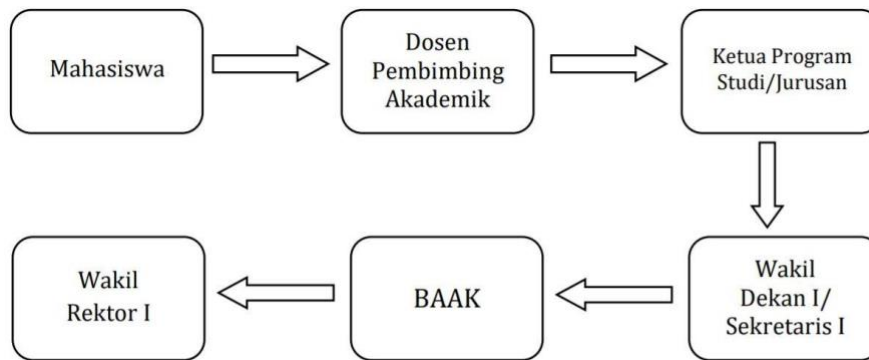 Mahasiswa
Dosen
Pembimbing
Akademik
Ketua Program
Studi/Jurusan
Wakil
Dekan I/
Sekretaris I
BAAK
Wakil
Rektor I